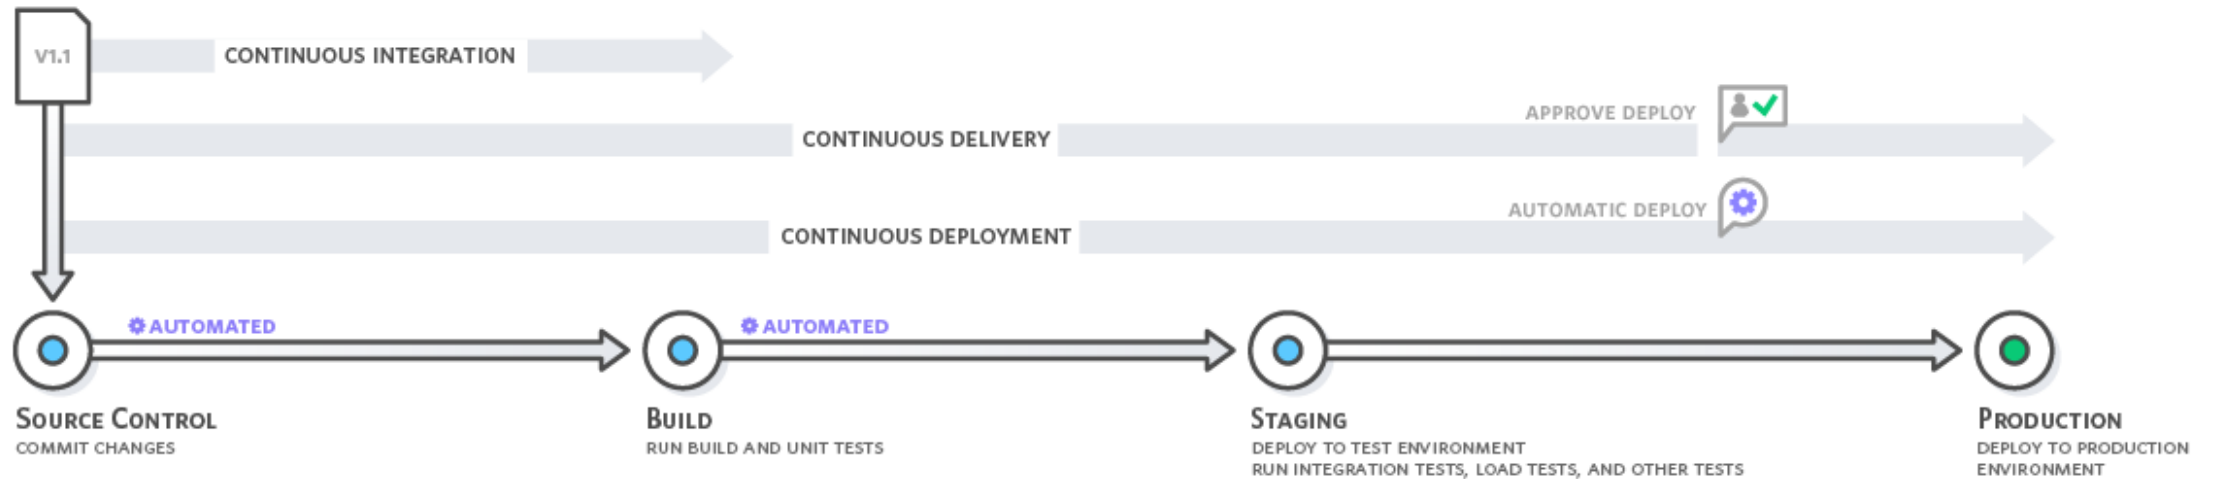 V1.1
CONTINUOUS INTEGRATION
APPROVE DEPLOY
CONTINUOUS DELIVERY
AUTOMATIC DEPLOY
CONTINUOUS DEPLOYMENT
AUTOMATED
AUTOMATED
SOURCE CONTROL
COMMIT CHANGES
BUILD
RUN BUILD AND UNIT TESTS
STAGING
DEPLOY TO TEST ENVIRONMENT
RUN INTEGRATION TESTS, LOAD TESTS, AND OTHER TESTS
PRODUCTION
DEPLOY TO PRODUCTION
ENVIRONMENT